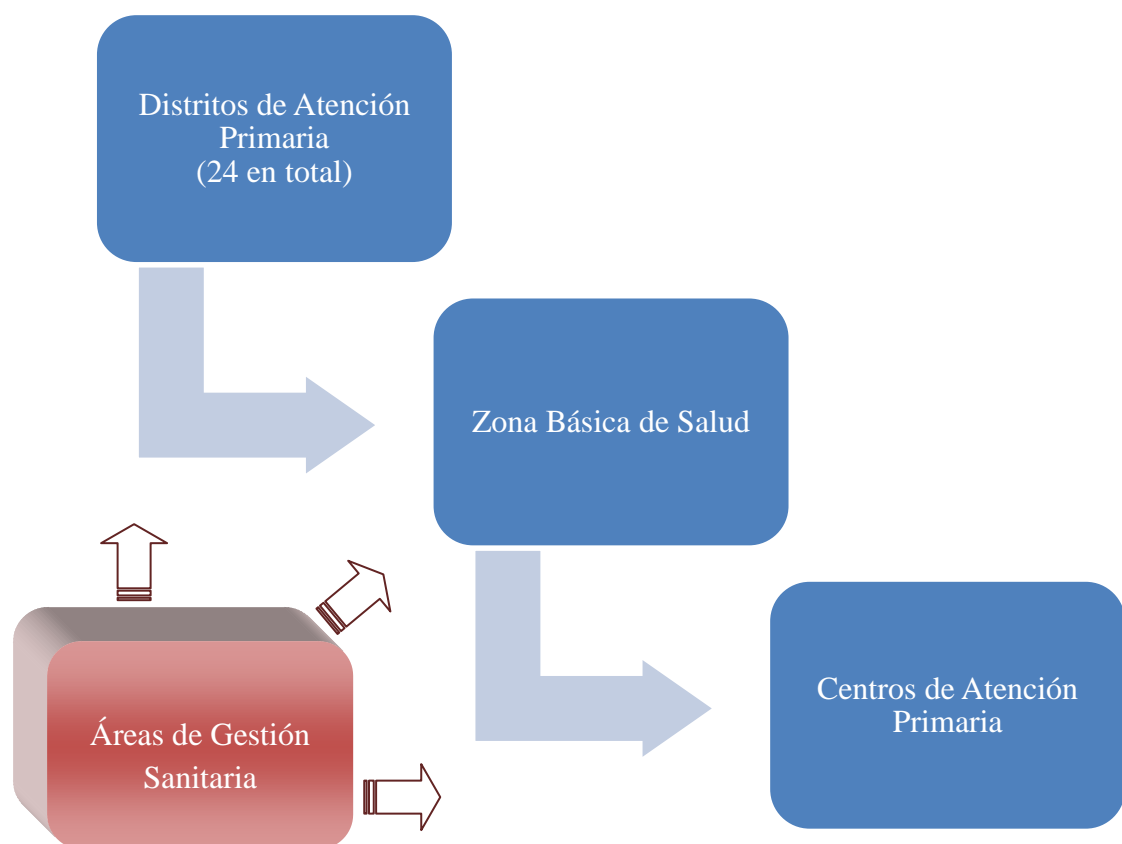 Distritos de Atención
Primaria
(24 en total)
Zona Básica de Salud
Centros de Atención
Primaria
Áreas de Gestión
Sanitaria